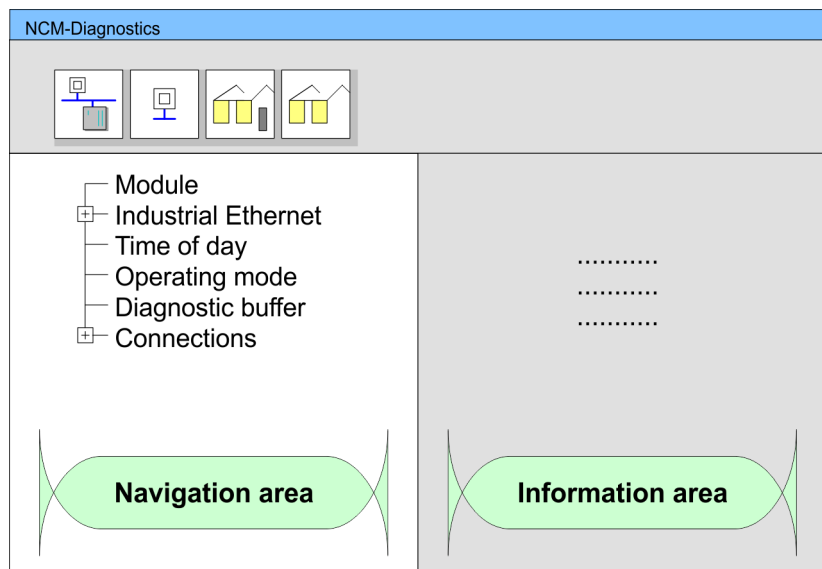 NCM-Diagnostics
Module
Industrial Ethernet
Time of day
Operating mode
Diagnostic buffer
Connections
...........
...........
...........
Navigation area
Information area